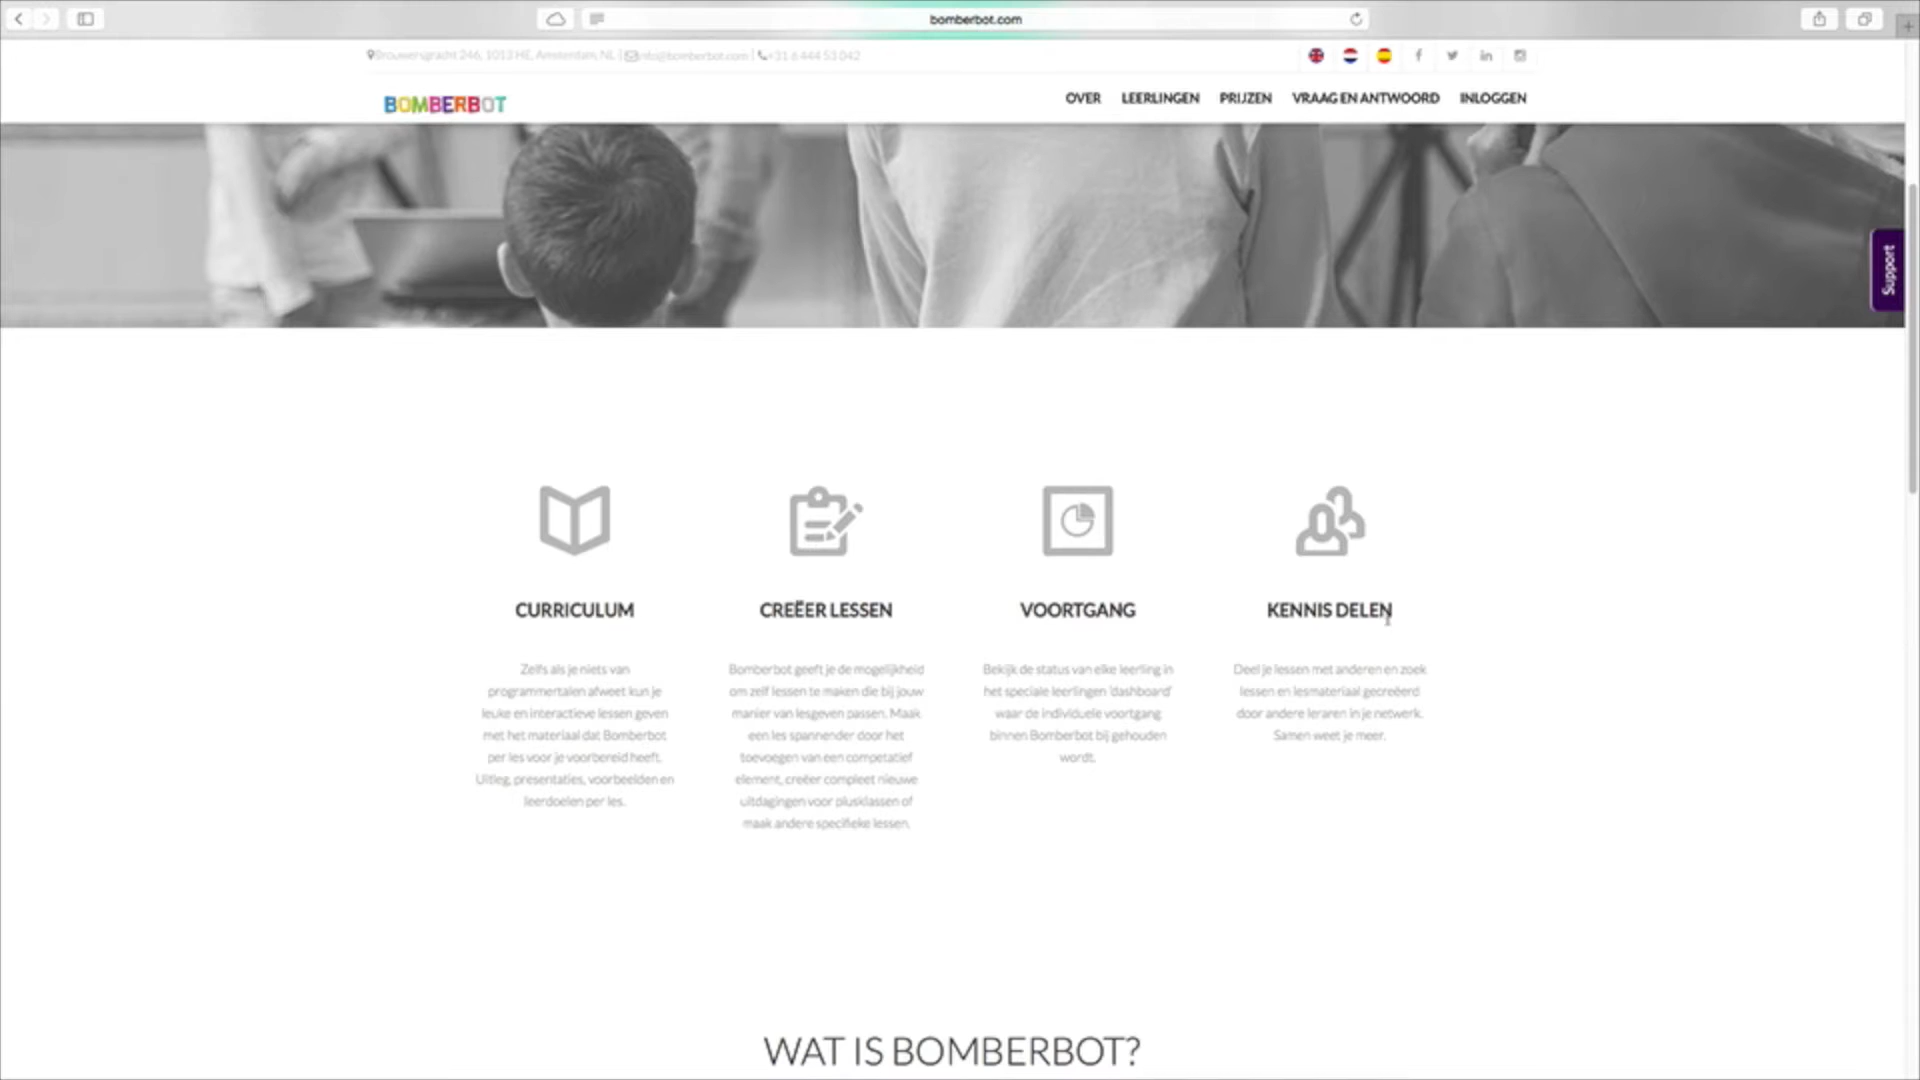 bomberbot.com
Brouwersgracht 246, 1013 HE, Amsterdam, NL | info@bomberbot.com | +31 6 444 53 042
BOMBERBOT
OVER LEERLINGEN PRIJZEN VRAAG EN ANTWOORD INLOGGEN
Support
CURRICULUM
Zelfs als je niets van
programmertalen afweet kun je
leuke en interactieve lessen geven
met het materiaal dat Bomberbot
per les voor je voorbereid heeft.
Uitleg, presentaties, voorbeelden en
leerdoelen per les.
CREËER LESSEN
Bomberbot geeft je de mogelijkheid
om zelf lessen te maken die bij jouw
manier van lesgeven passen. Maak
een les spannender door het
toevoegen van een competatief
element, creëer compleet nieuwe
uitdagingen voor plusklassen of
maak andere specifieke lessen.
VOORTGANG
Bekijk de status van elke leerling in
het speciale leerlingen 'dashboard'
waar de individuele voortgang
binnen Bomberbot bij gehouden
wordt.
KENNIS DELEN
Deel je lessen met anderen en zoek
lessen en lesmateriaal gecreëerd
door andere leraren in je netwerk.
Samen weet je meer.
WAT IS BOMBERBOT?